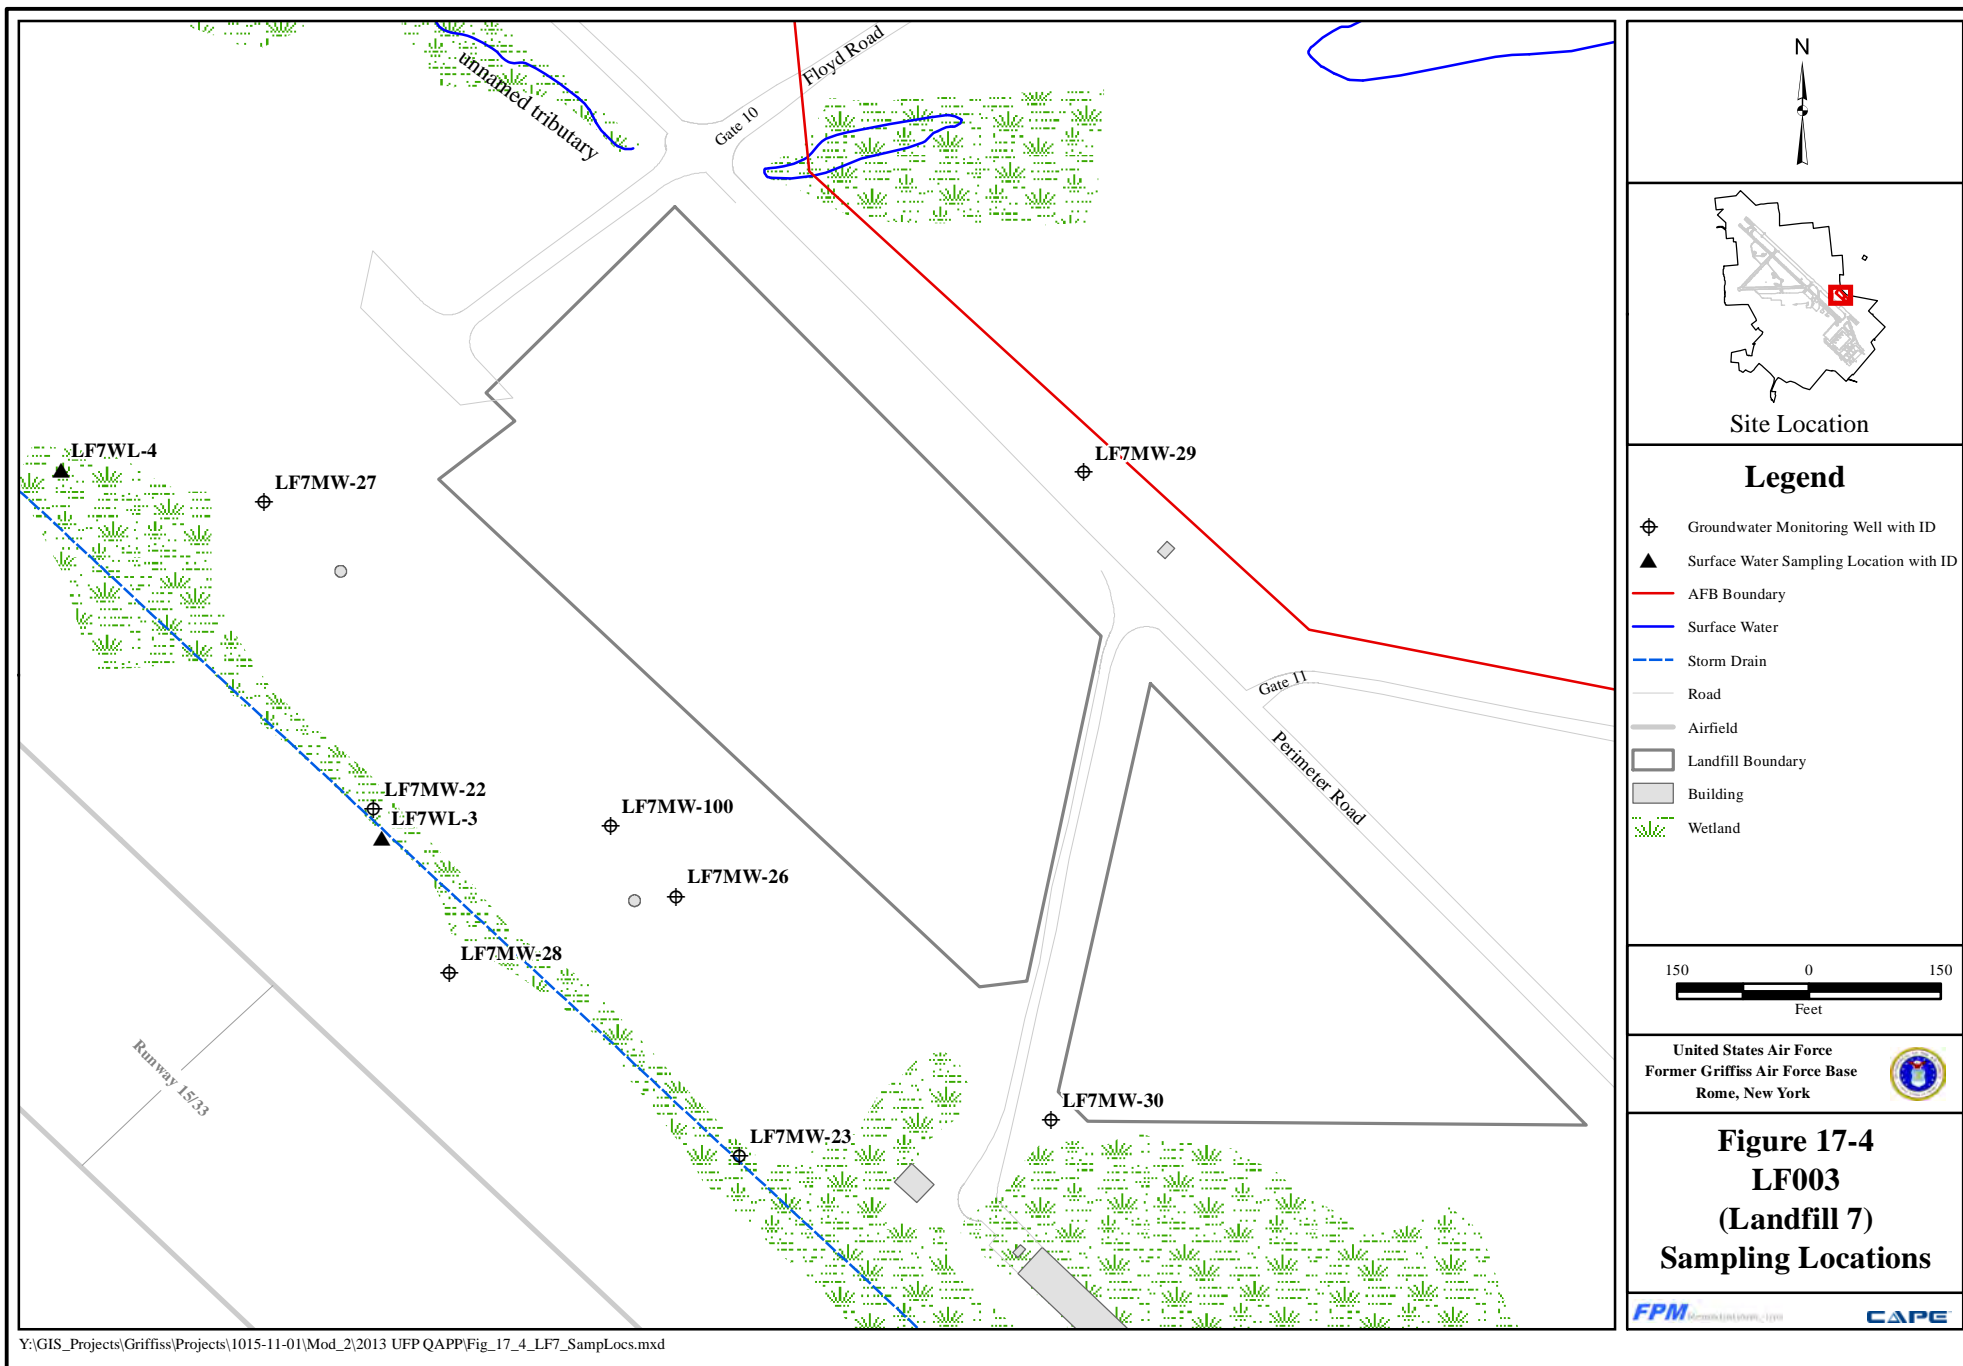 unnamed tributary
Floyd Road
Gate 10
LF7WL-4
LF7MW-27
LF7MW-29
Gate 11
Perimeter Road
LF7MW-22
LF7WL-3
LF7MW-100
LF7MW-26
LF7MW-28
Runway 15/33
LF7MW-23
LF7MW-30
N
Site Location
Legend
Groundwater Monitoring Well with ID
Surface Water Sampling Location with ID
AFB Boundary
Surface Water
Storm Drain
Road
Airfield
Landfill Boundary
Building
Wetland
150 0 150
Feet
United States Air Force
Former Griffiss Air Force Base
Rome, New York
Figure 17-4
LF003
(Landfill 7)
Sampling Locations
FPM
CAPE
Y:\GIS_Projects\Griffiss\Projects\1015-11-01\Mod_2\2013 UFP QAPP\Fig_17_4_LF7_SampLocs.mxd